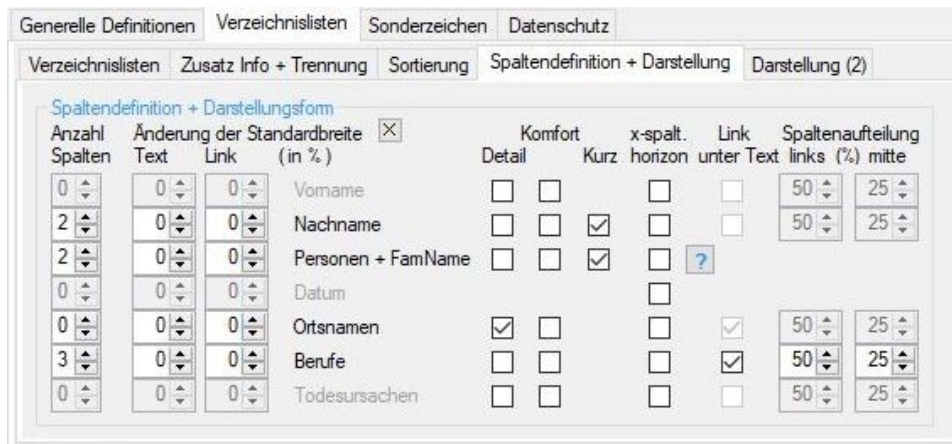 Generelle Definitionen Verzeichnislisten Sonderzeichen Datenschutz
Verzeichnislisten Zusatz Info + Trennung Sortierung Spaltendefinition + Darstellung Darstellung (2)
Spaltendefinition + Darstellungsform
Anzahl Änderung der Standardbreite Komfort x-spalt. Link Spaltenaufteilung
Spalten Text Link (in %) Detail Kurz horizon unter Text links (%) mitte
0 0 0 Vorname 50 25
2 0 0 Nachname 50 25
2 0 0 Personen + FamName ?
0 0 0 Datum
0 0 0 Ortsnamen 50 25
3 0 0 Berufe 50 25
0 0 0 Todesursachen 50 25